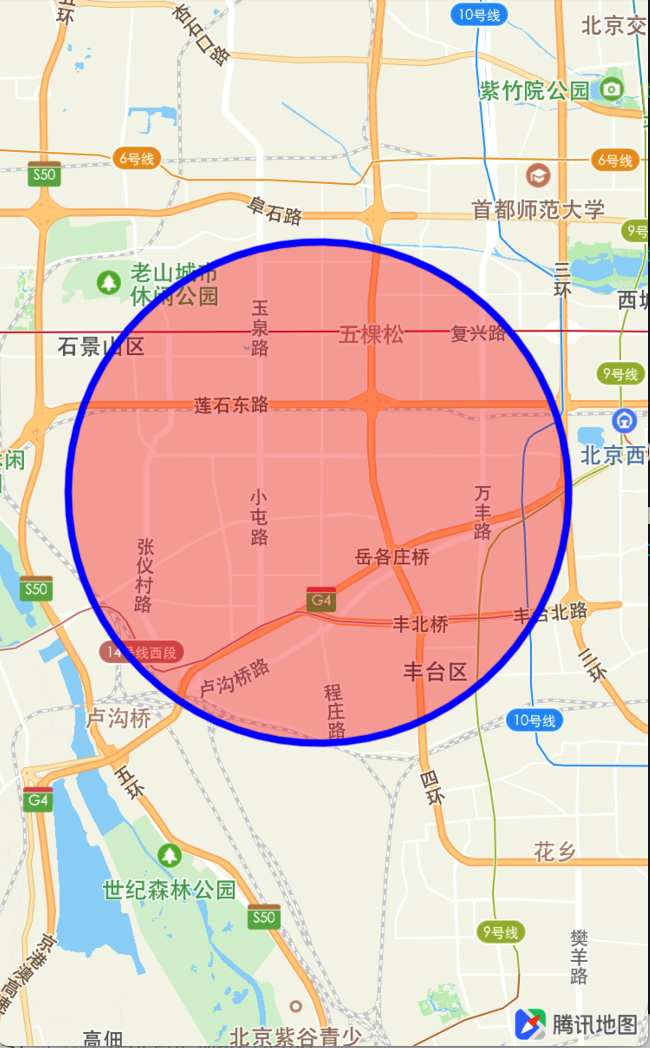 五环
杏石口路
10号线
北京交
紫竹院公园
6号线
6号线
S50
阜石路
首都师范大学
9号
老山城市
休闲公园
三环
西城
玉泉路
五棵松
复兴路
石景山区
9号线
莲石东路
北京西
休闲
小屯路
万丰路
张仪村路
岳各庄桥
S50
G4
丰北桥
丰台北路
14号线西段
丰台区
三环
卢沟桥路
程庄路
卢沟桥
10号线
五环
四环
G4
花乡
世纪森林公园
S50
9号线
樊羊路
京港澳高速
腾讯地图
高佃
北京紫谷青少